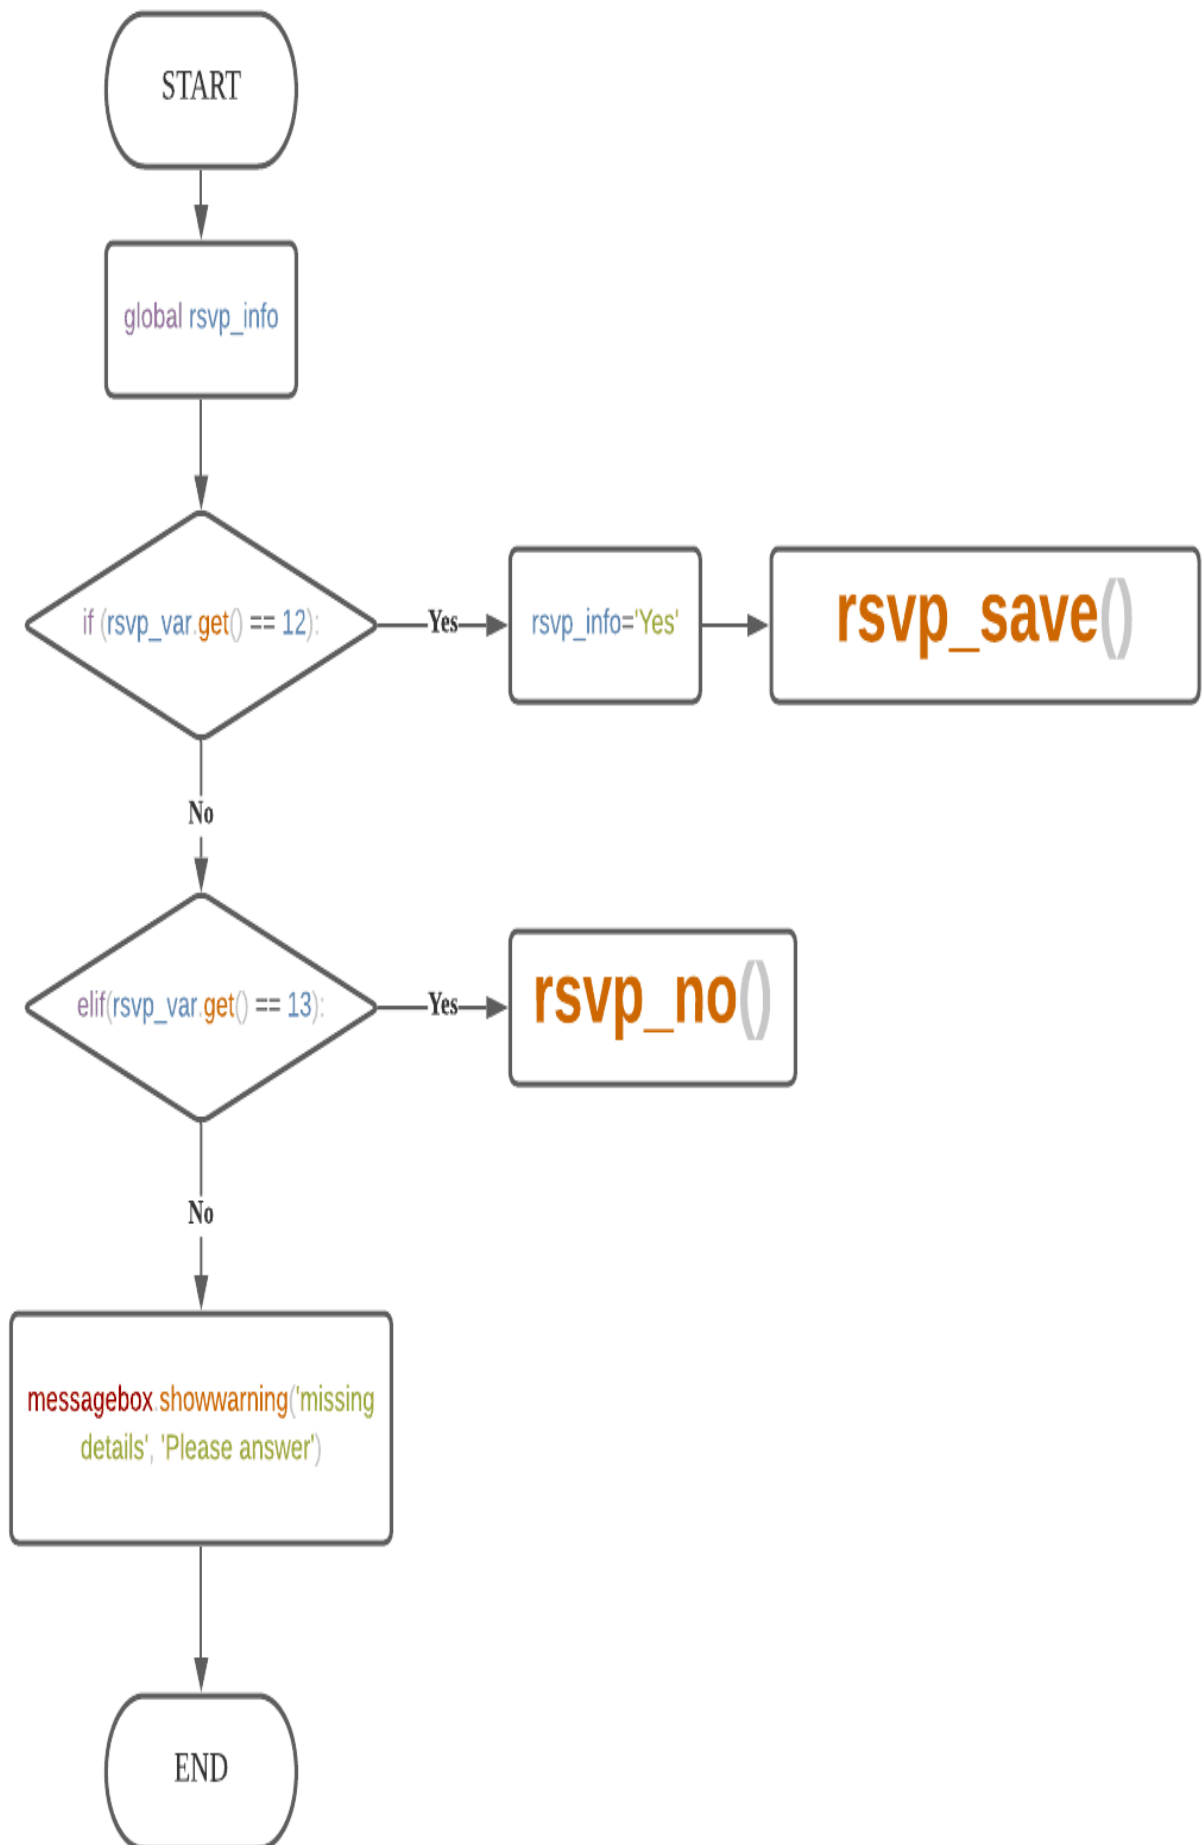 START
global rsvp_info
if (rsvp_var.get() == 12):
Yes
rsvp_info='Yes'
rsvp_save()
No
elif(rsvp_var.get() == 13):
Yes
rsvp_no()
No
messagebox.showwarning('missing
details', 'Please answer')
END